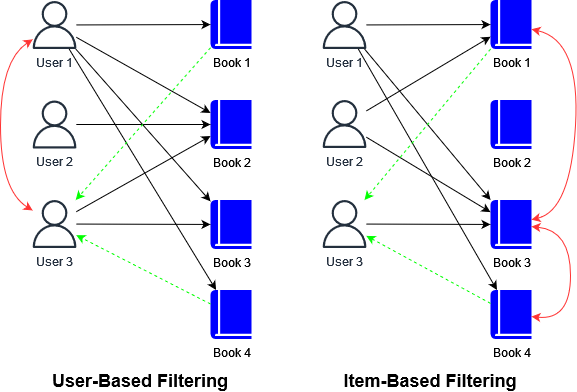 User 1
Book 1
User 2
Book 2
User 3
Book 3
Book 4
User-Based Filtering
User 1
Book 1
User 2
Book 2
User 3
Book 3
Book 4
Item-Based Filtering